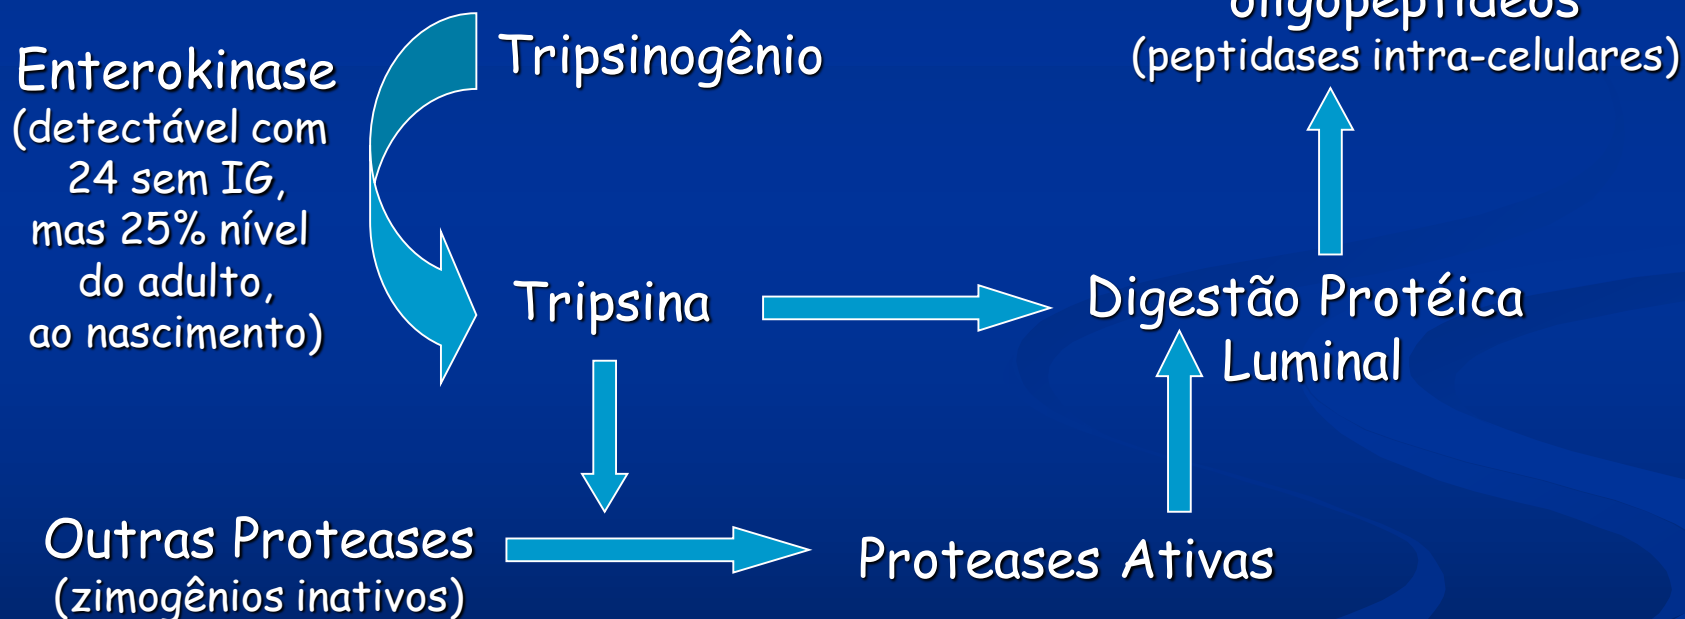 oligopeptídeos
(peptidases intra-celulares)
Enterokinase
(detectável com
24 sem IG,
mas 25% nível
do adulto,
ao nascimento)
Tripsinogênio
Tripsina
Digestão Protéica
Luminal
Outras Proteases
(zimogênios inativos)
Proteases Ativas